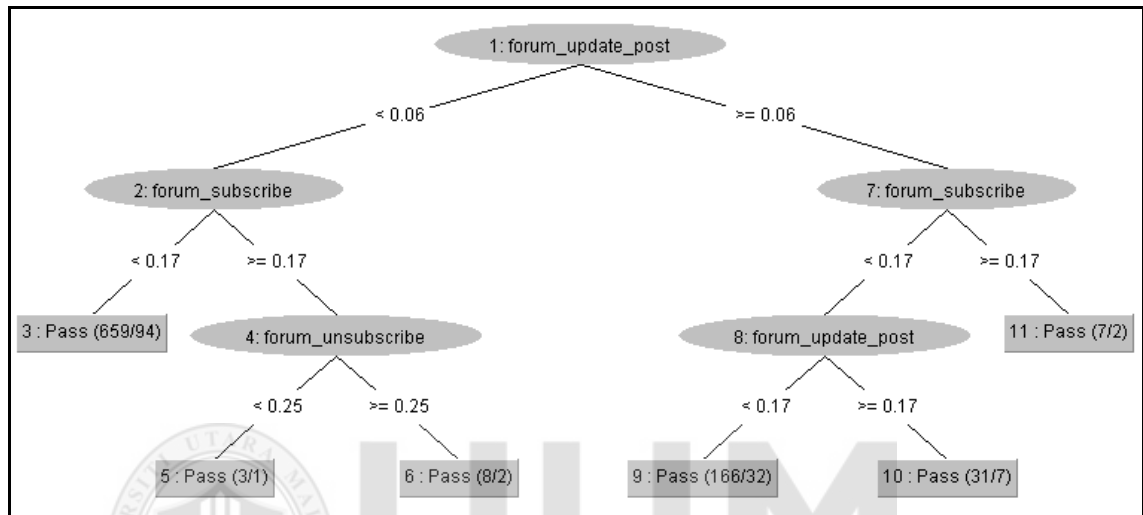 1: forum_update_post
< 0.06 >= 0.06
2: forum_subscribe 7: forum_subscribe
< 0.17 >= 0.17 < 0.17 >= 0.17
3 : Pass (659/94) 4: forum_unsubscribe 8: forum_update_post 11 : Pass (7/2)
< 0.25 >= 0.25 < 0.17 >= 0.17
5 : Pass (3/1) 6 : Pass (8/2) 9 : Pass (166/32) 10 : Pass (31/7)